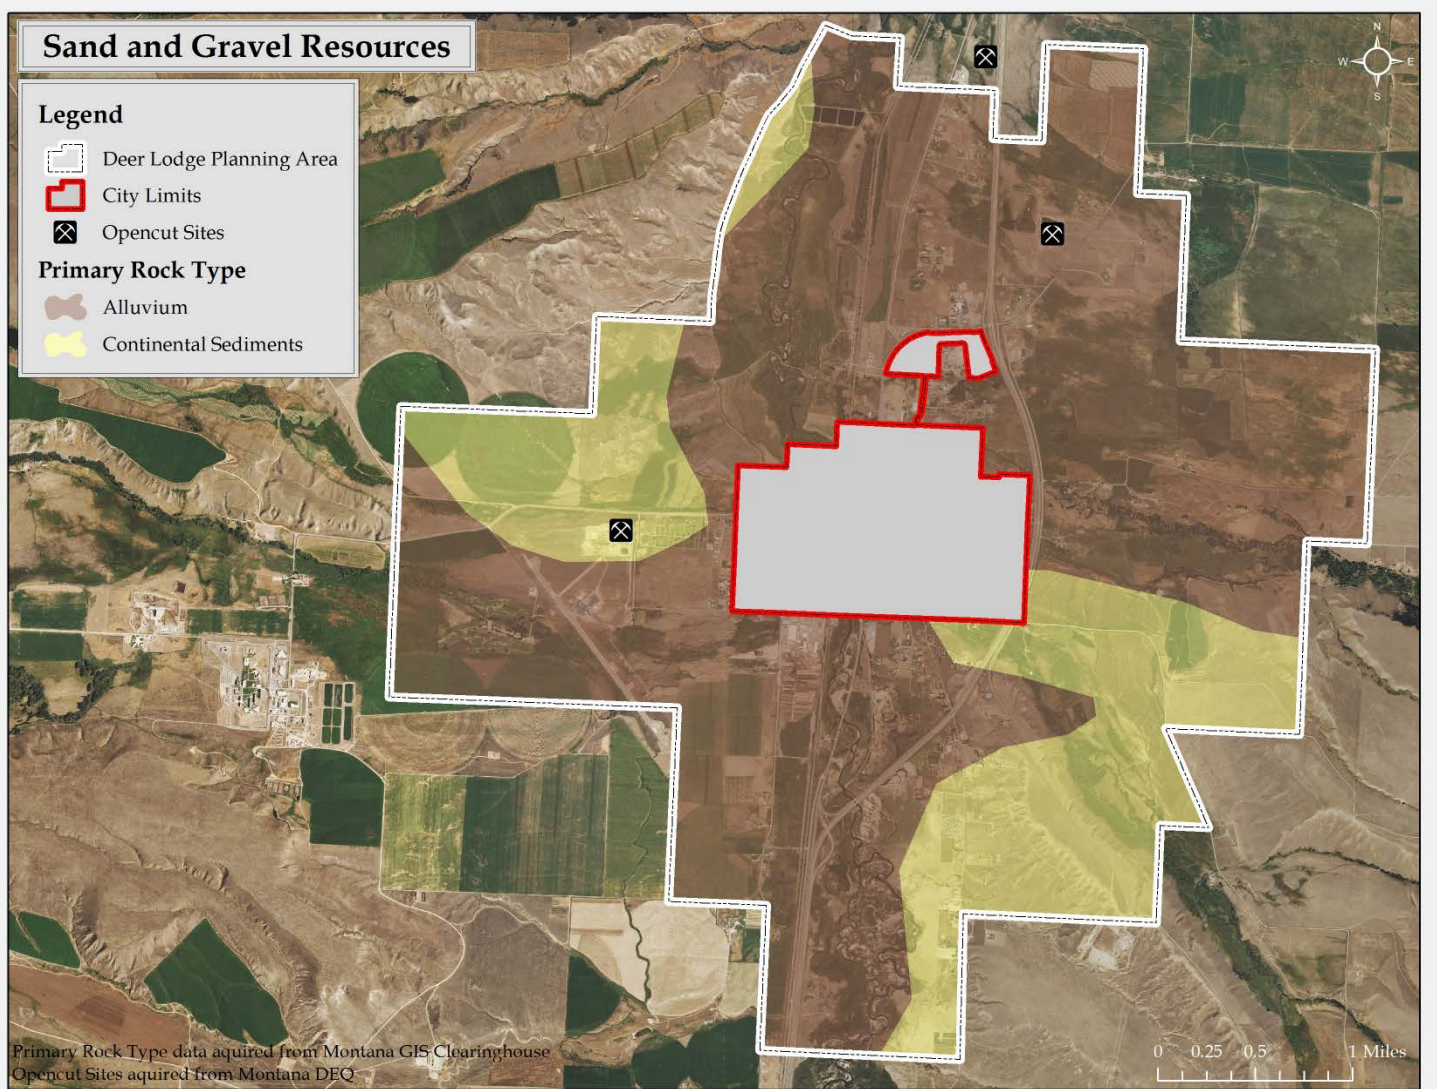 Sand and Gravel Resources
Legend
Deer Lodge Planning Area
City Limits
Opencut Sites
Primary Rock Type
Alluvium
Continental Sediments
N
W E
S
Primary Rock Type data aquired from Montana GIS Clearinghouse
Opencut Sites aquired from Montana DEQ
0 0.25 0.5 1 Miles